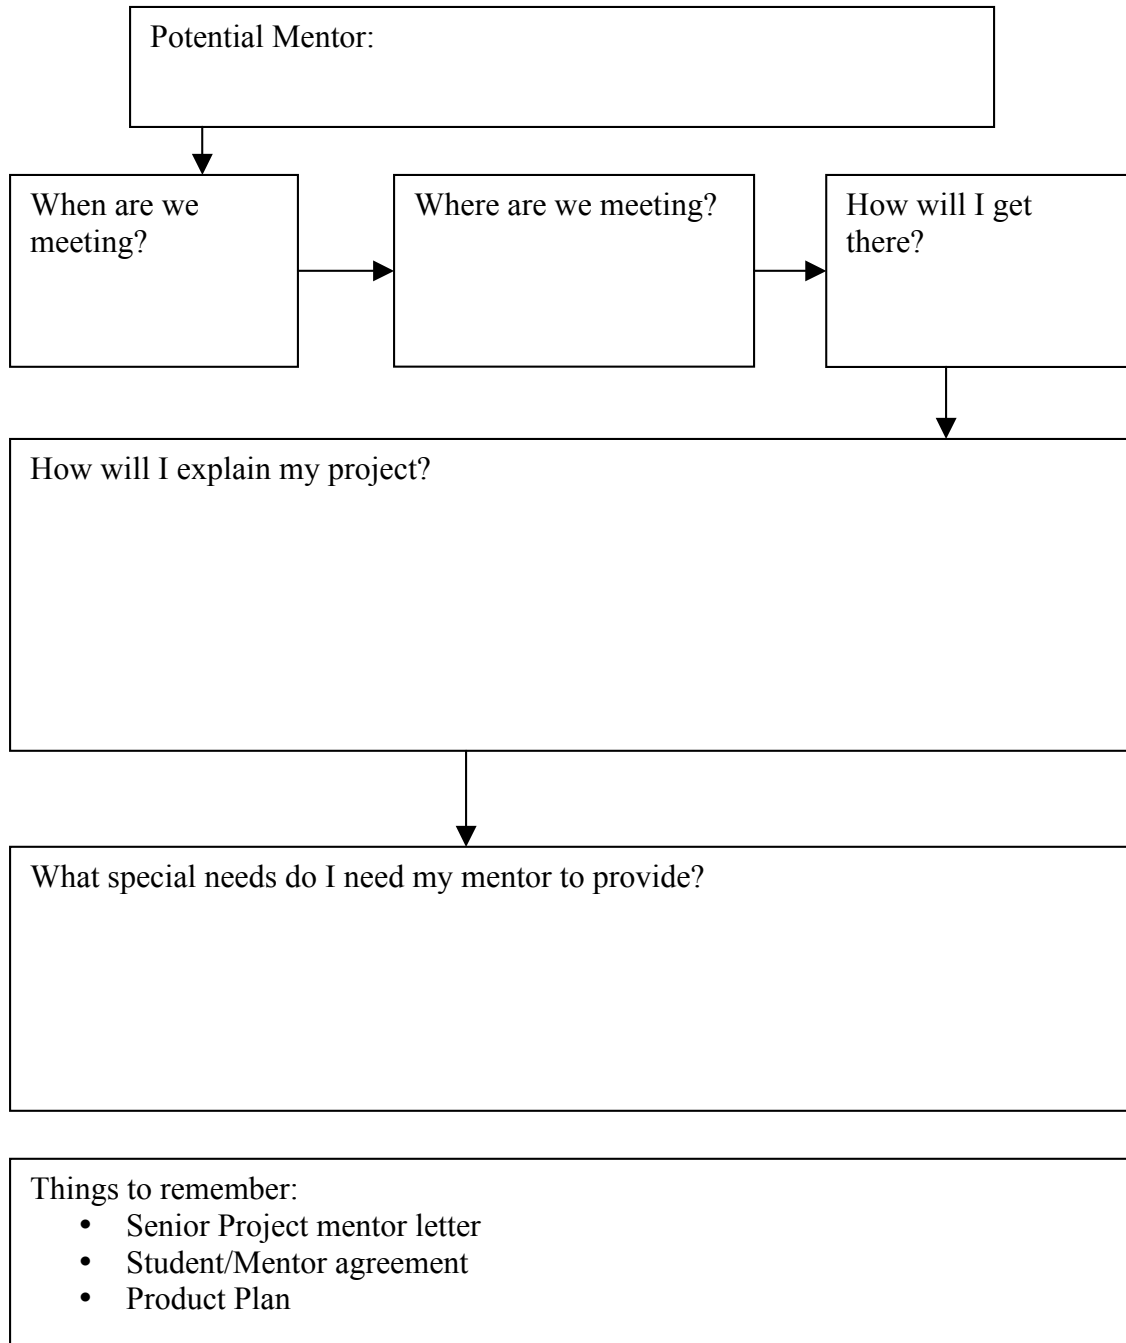 Potential Mentor:
When are we
meeting?
Where are we meeting?
How will I get
there?
How will I explain my project?
What special needs do I need my mentor to provide?
Things to remember:
• Senior Project mentor letter
• Student/Mentor agreement
• Product Plan